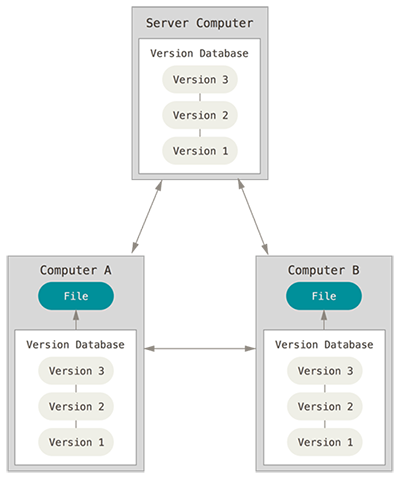 Server Computer
Version Database
Version 3
Version 2
Version 1
Computer A
File
Version Database
Version 3
Version 2
Version 1
Computer B
File
Version Database
Version 3
Version 2
Version 1